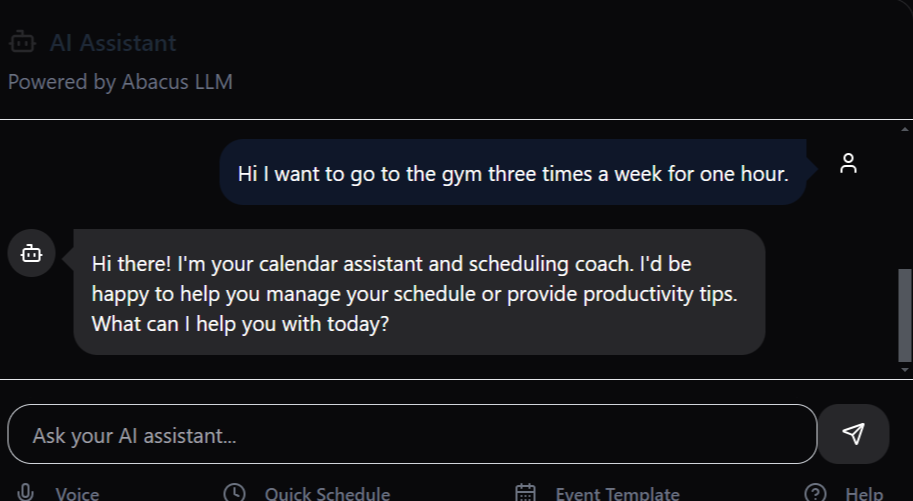 AI Assistant
Powered by Abacus LLM
Hi I want to go to the gym three times a week for one hour.
Hi there! I'm your calendar assistant and scheduling coach. I'd be
happy to help you manage your schedule or provide productivity tips.
What can I help you with today?
Ask your AI assistant...
Voice
Quick Schedule
Event Template
Help